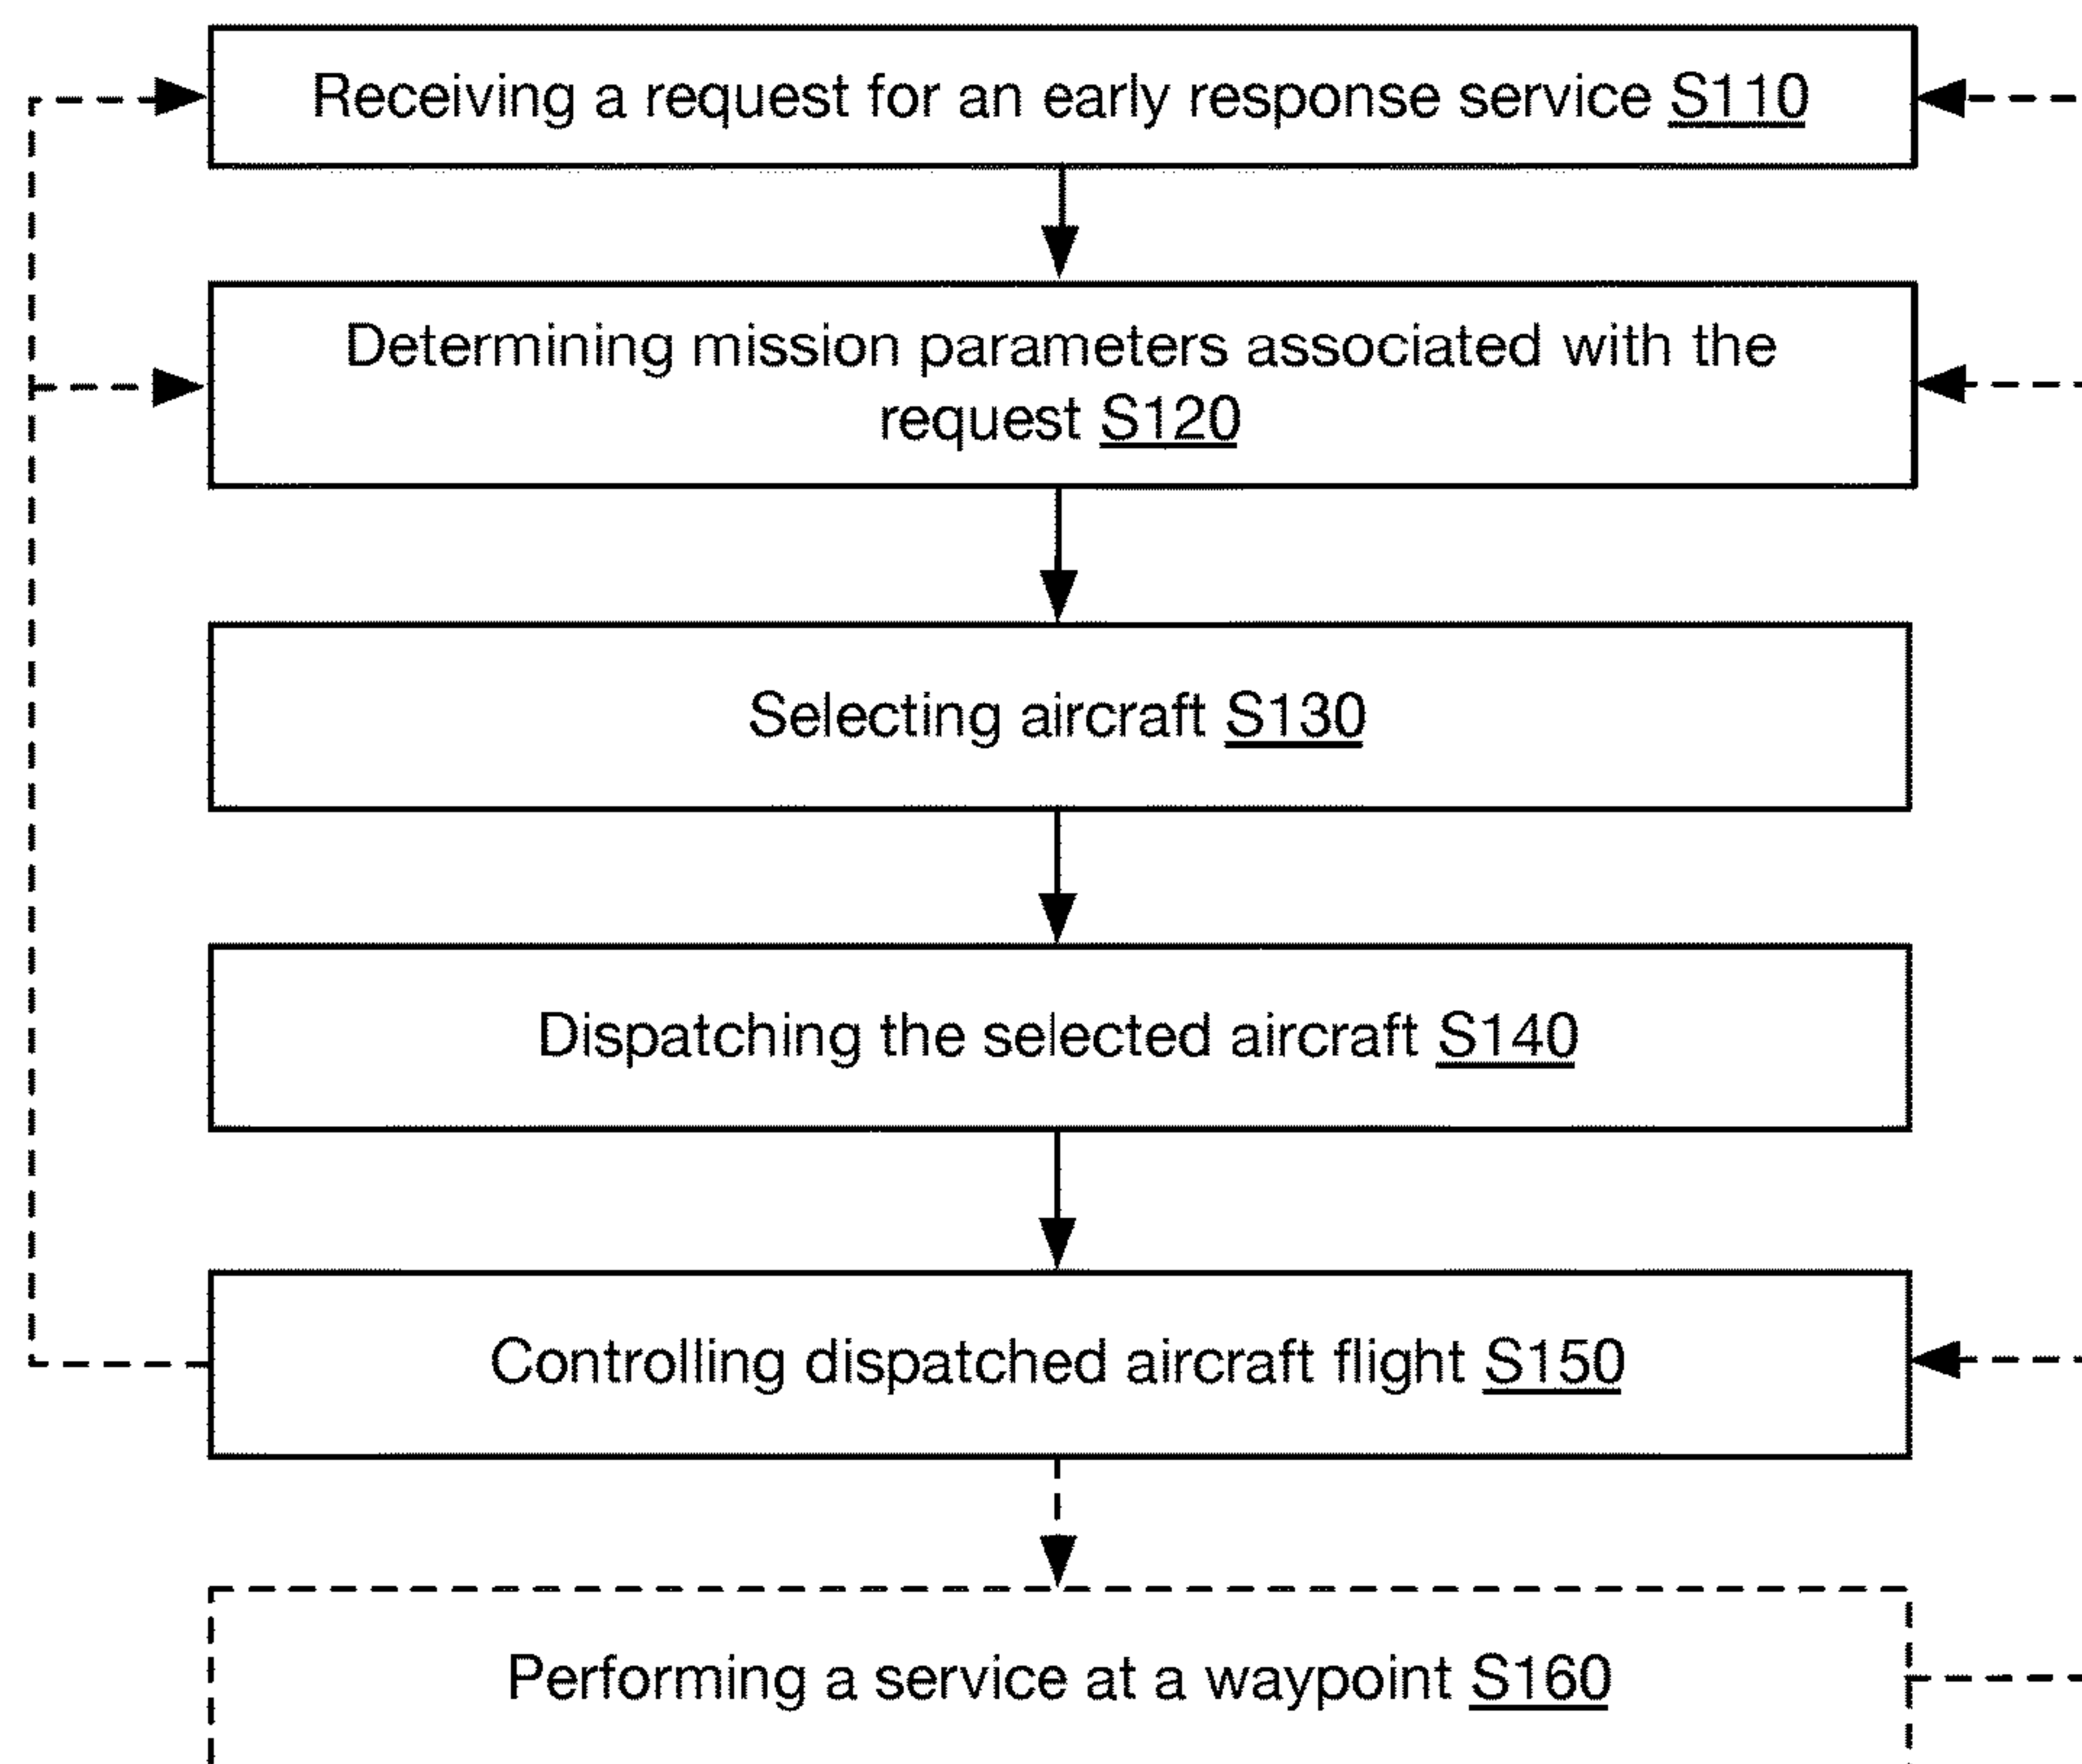 Receiving a request for an early response service S110
Determining mission parameters associated with the
request S120
Selecting aircraft S130
Dispatching the selected aircraft S140
Controlling dispatched aircraft flight S150
Performing a service at a waypoint S160